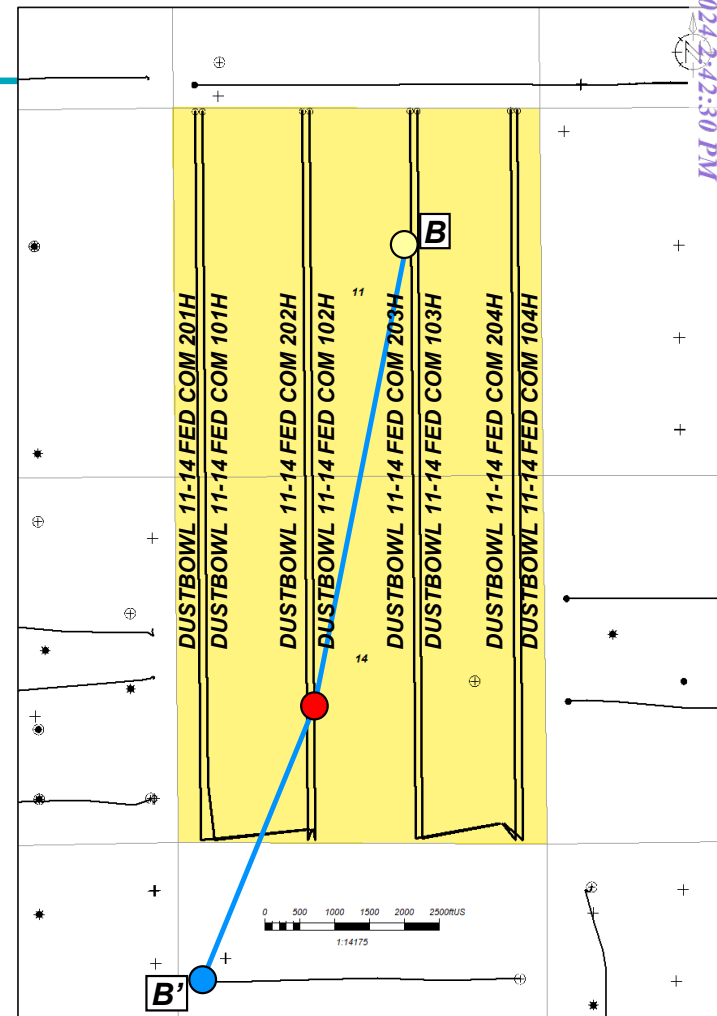 024 2:42:30 PM
N
B
11
DUSTBOWL 11-14 FED COM 201H
DUSTBOWL 11-14 FED COM 101H
DUSTBOWL 11-14 FED COM 202H
DUSTBOWL 11-14 FED COM 102H
DUSTBOWL 11-14 FED COM 203H
DUSTBOWL 11-14 FED COM 103H
DUSTBOWL 11-14 FED COM 204H
DUSTBOWL 11-14 FED COM 104H
14
0 500 1000 1500 2000 2500ftUS
1:14175
B’